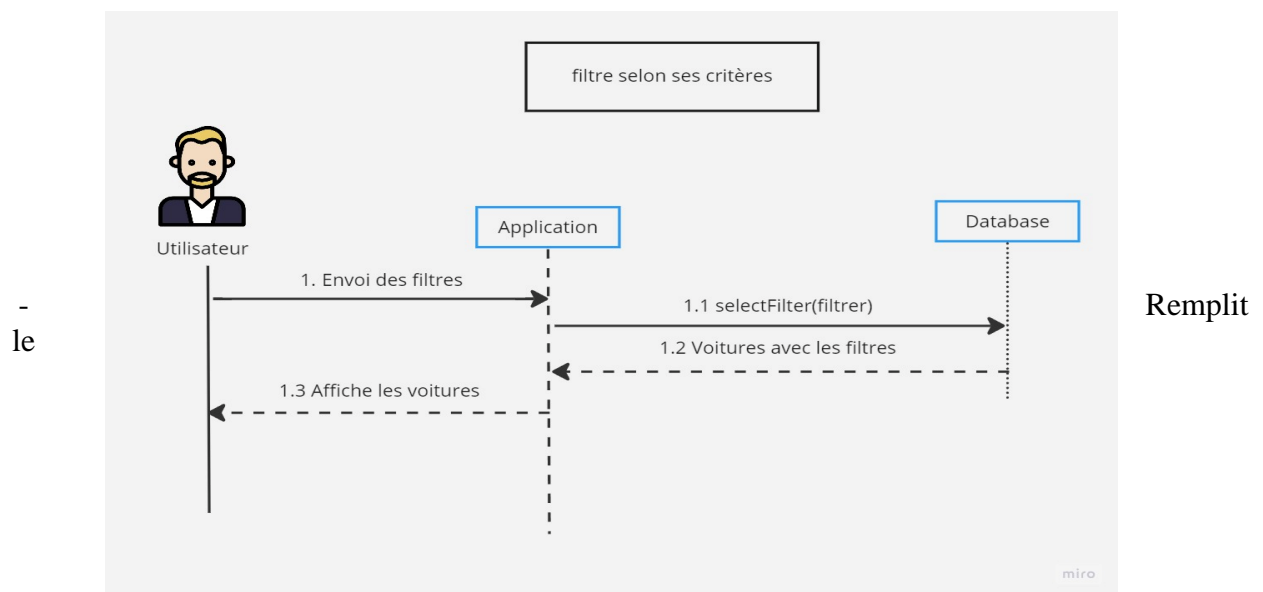 filtre selon ses critères
Utilisateur
Application
Database
1. Envoi des filtres
1.1 selectFilter(filtrer)
1.2 Voitures avec les filtres
1.3 Affiche les voitures
miro
- Remplit
le